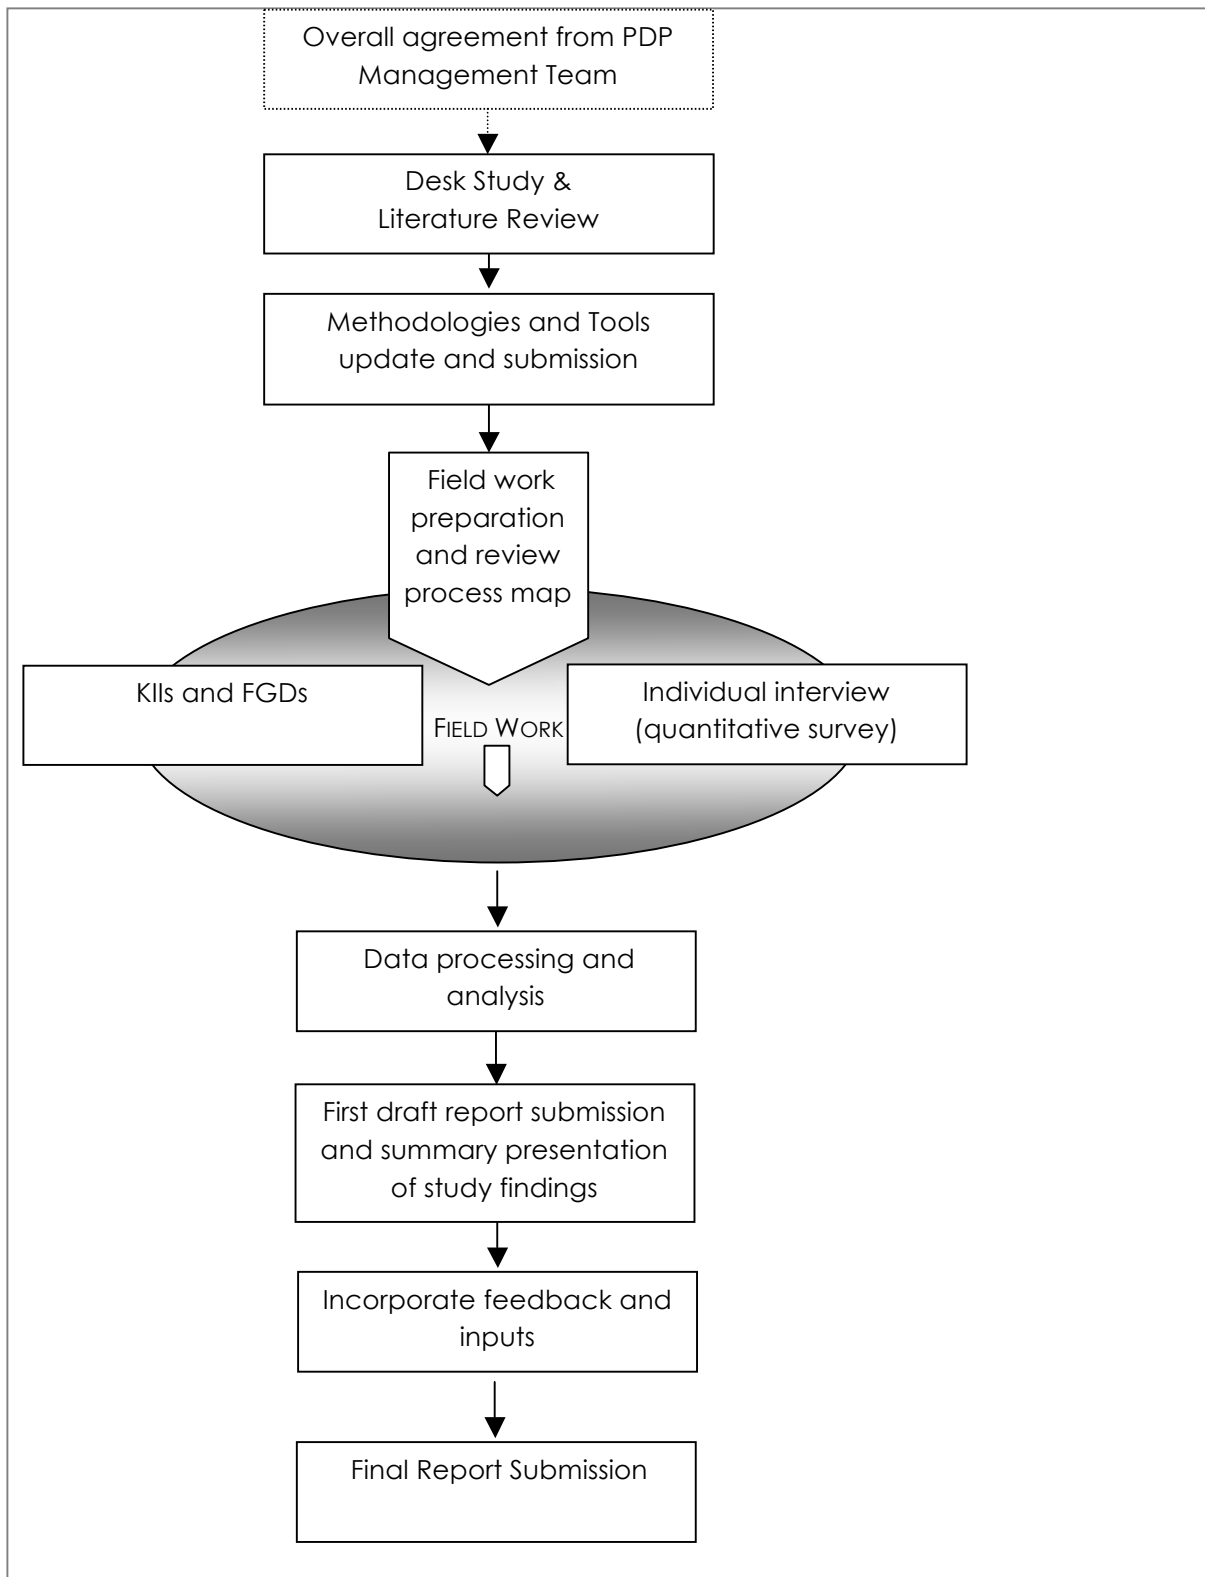 Overall agreement from PDP
Management Team
Desk Study &
Literature Review
Methodologies and Tools
update and submission
Field work
preparation
and review
process map
KIIs and FGDs
FIELD WORK
Individual interview
(quantitative survey)
Data processing and
analysis
First draft report submission
and summary presentation
of study findings
Incorporate feedback and
inputs
Final Report Submission